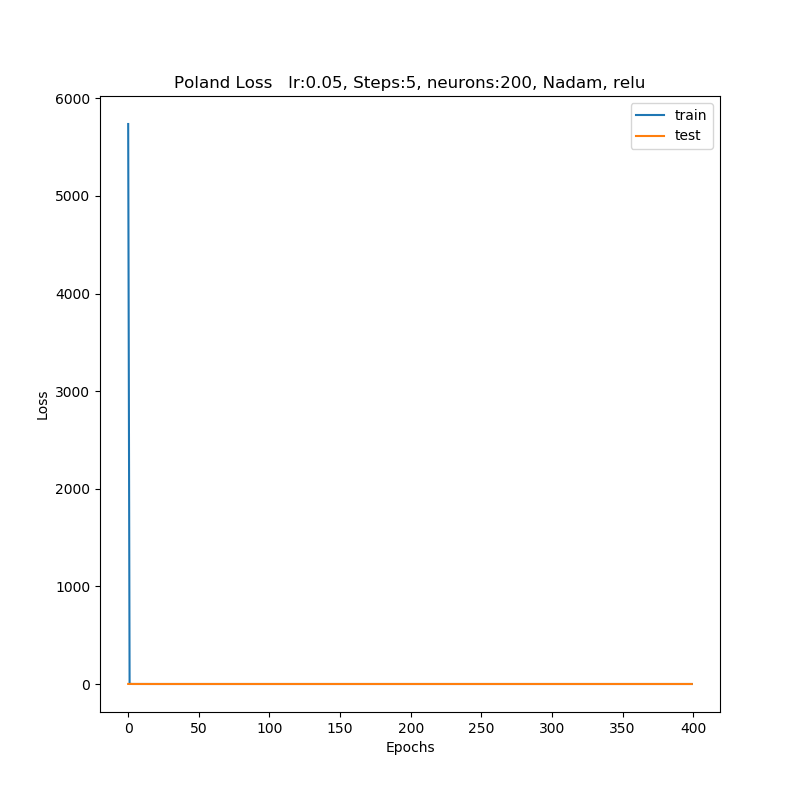 Poland Loss   lr:0.05, Steps:5, neurons:200, Nadam, relu
train
test
6000
5000
4000
3000
2000
1000
0
Loss
0 50 100 150 200 250 300 350 400
Epochs